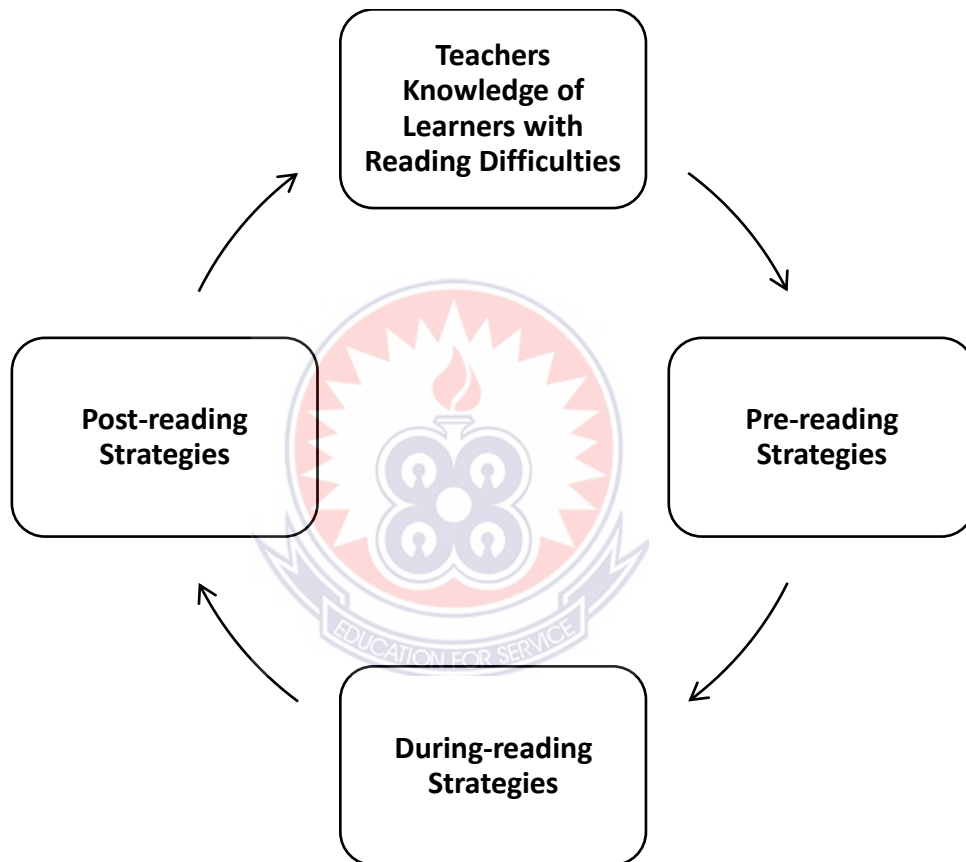 Teachers
Knowledge of
Learners with
Reading Difficulties
Post-reading
Strategies
Pre-reading
Strategies
EDUCATION FOR SERVICE
During-reading
Strategies